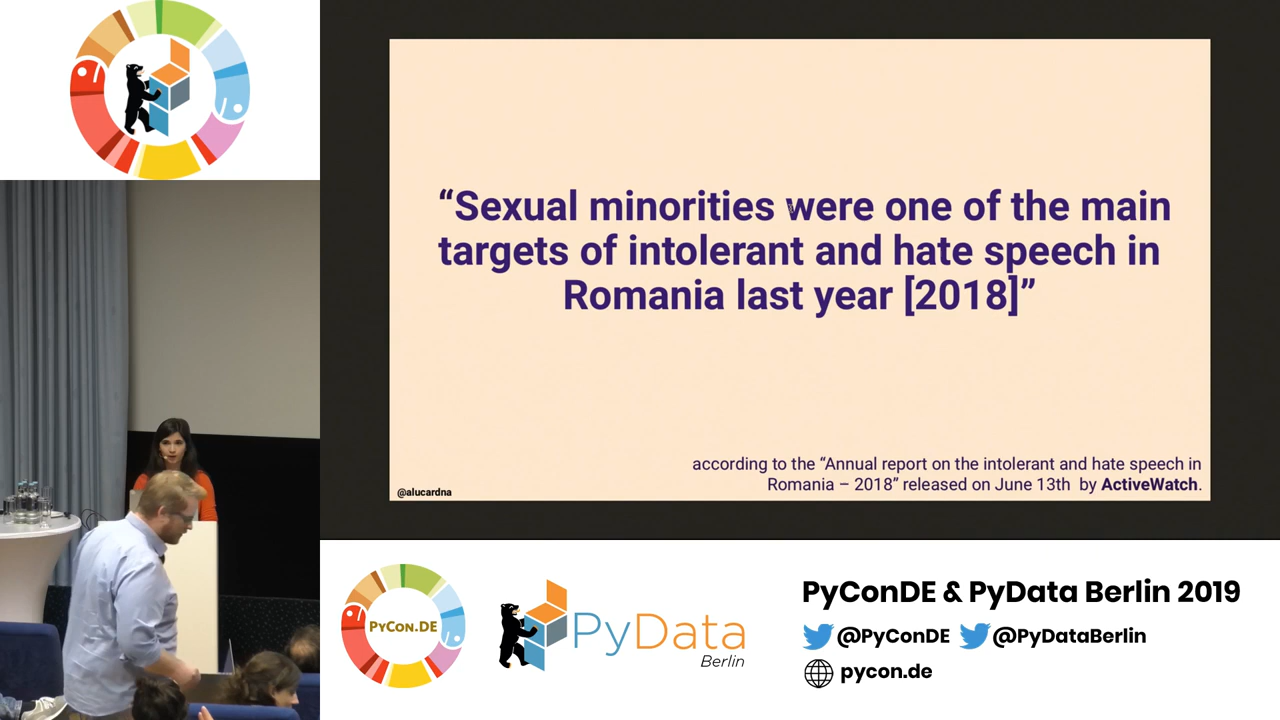 “Sexual minorities were one of the main
targets of intolerant and hate speech in
Romania last year [2018]”
according to the “Annual report on the intolerant and hate speech in
Romania – 2018” released on June 13th by ActiveWatch.
@alucardna
PyCon.DE
PyData
Berlin
PyConDE & PyData Berlin 2019
@PyConDE @PyDataBerlin
pycon.de